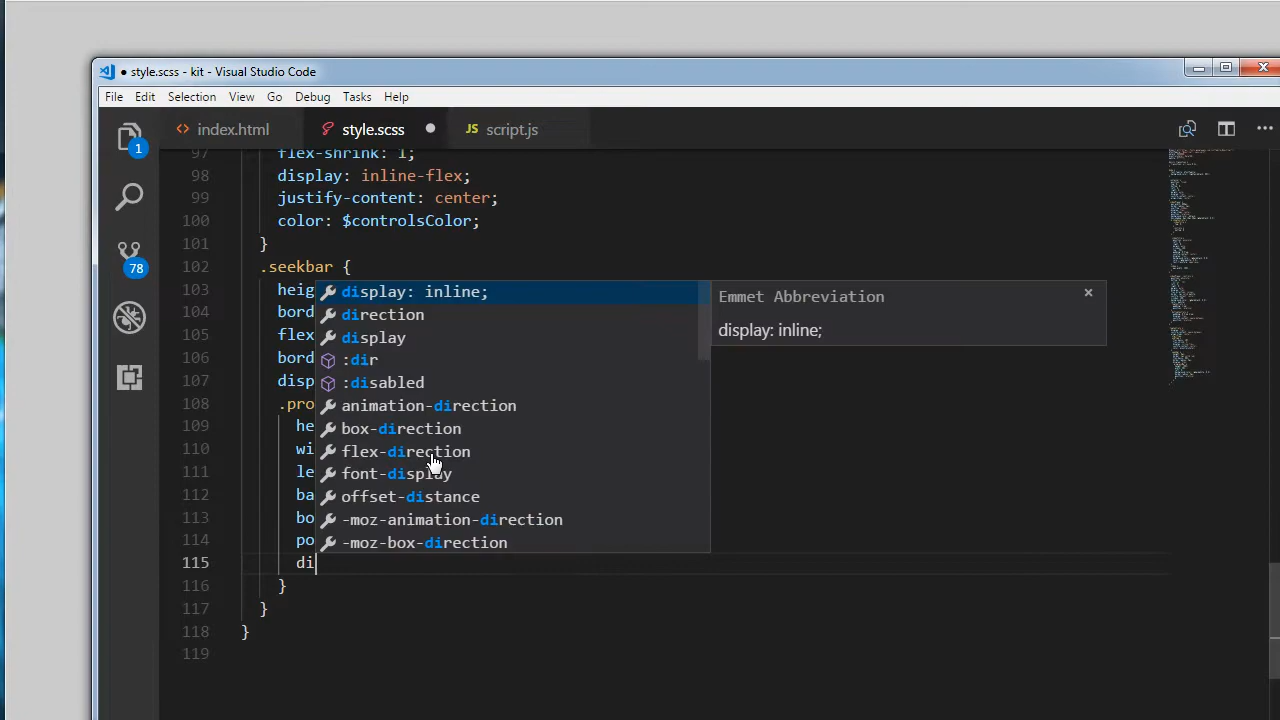 ● style.scss - kit - Visual Studio Code
File Edit Selection View Go Debug Tasks Help
<> index.html style.scss ● JS script.js
1
78
97 flex-shrink: 1;
98 display: inline-flex;
99 justify-content: center;
100 color: $controlsColor;
101 }
102 .seekbar {
103 heig
104 bord
105 flex
106 bord
107 disp
108 .pro
109 he
110 wi
111 le
112 ba
113 bo
114 po
115 di
116 }
117 }
118 }
119
display: inline;
direction
display
:dir
:disabled
animation-direction
box-direction
flex-direction
font-display
offset-distance
-moz-animation-direction
-moz-box-direction
Emmet Abbreviation
display: inline;